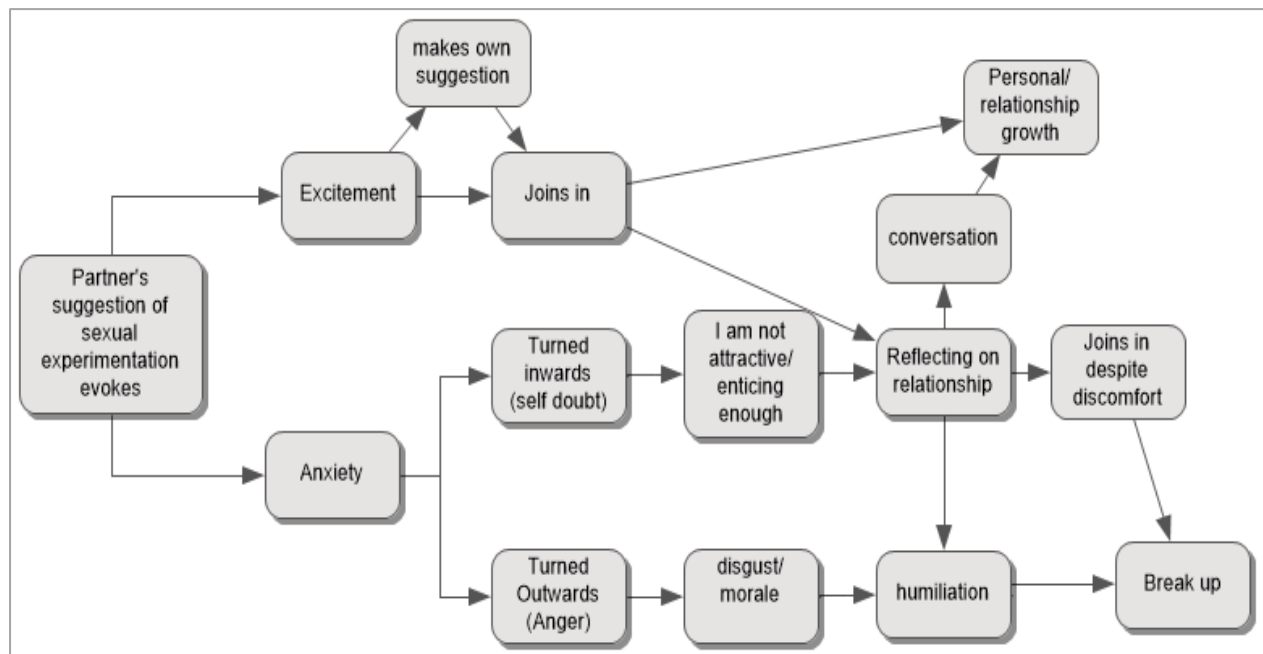 makes own
suggestion
Personal/
relationship
growth
Excitement
Joins in
conversation
Partner's
suggestion of
sexual
experimentation
evokes
Turned
inwards
(self doubt)
I am not
attractive/
enticing
enough
Reflecting on
relationship
Joins in
despite
discomfort
Anxiety
Turned
Outwards
(Anger)
disgust/
morale
humiliation
Break up